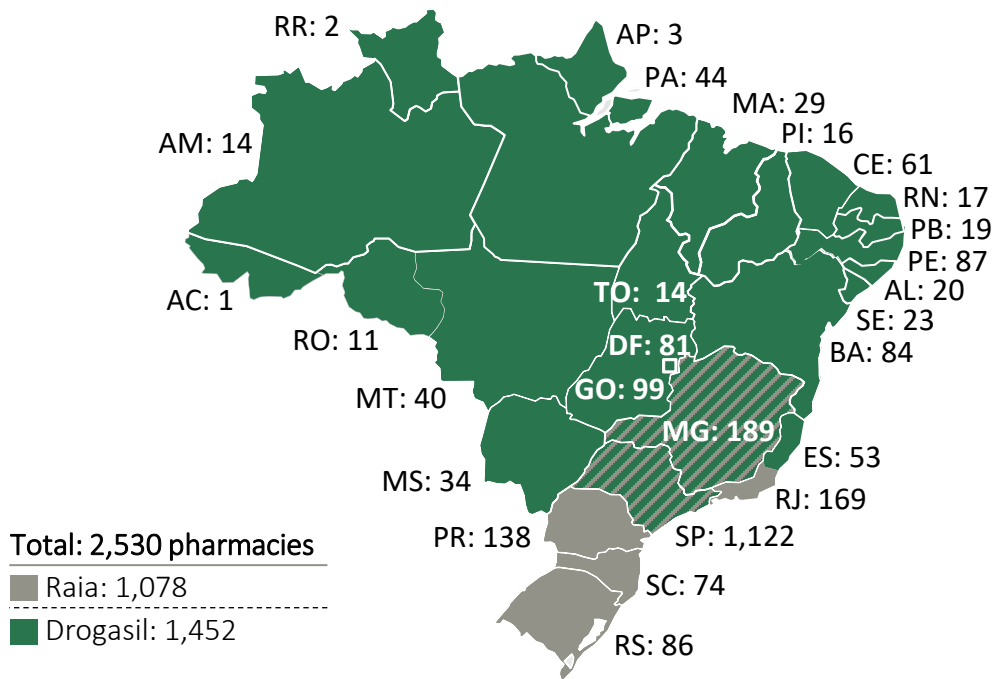 RR: 2
AP: 3
PA: 44
MA: 29
PI: 16
AM: 14
CE: 61
RN: 17
PB: 19
PE: 87
AL: 20
AC: 1
TO: 14
SE: 23
RO: 11
DF: 81
BA: 84
MT: 40
GO: 99
MG: 189
ES: 53
MS: 34
RJ: 169
PR: 138
SP: 1,122
Total: 2,530 pharmacies
Raia: 1,078
SC: 74
Drogasil: 1,452
RS: 86